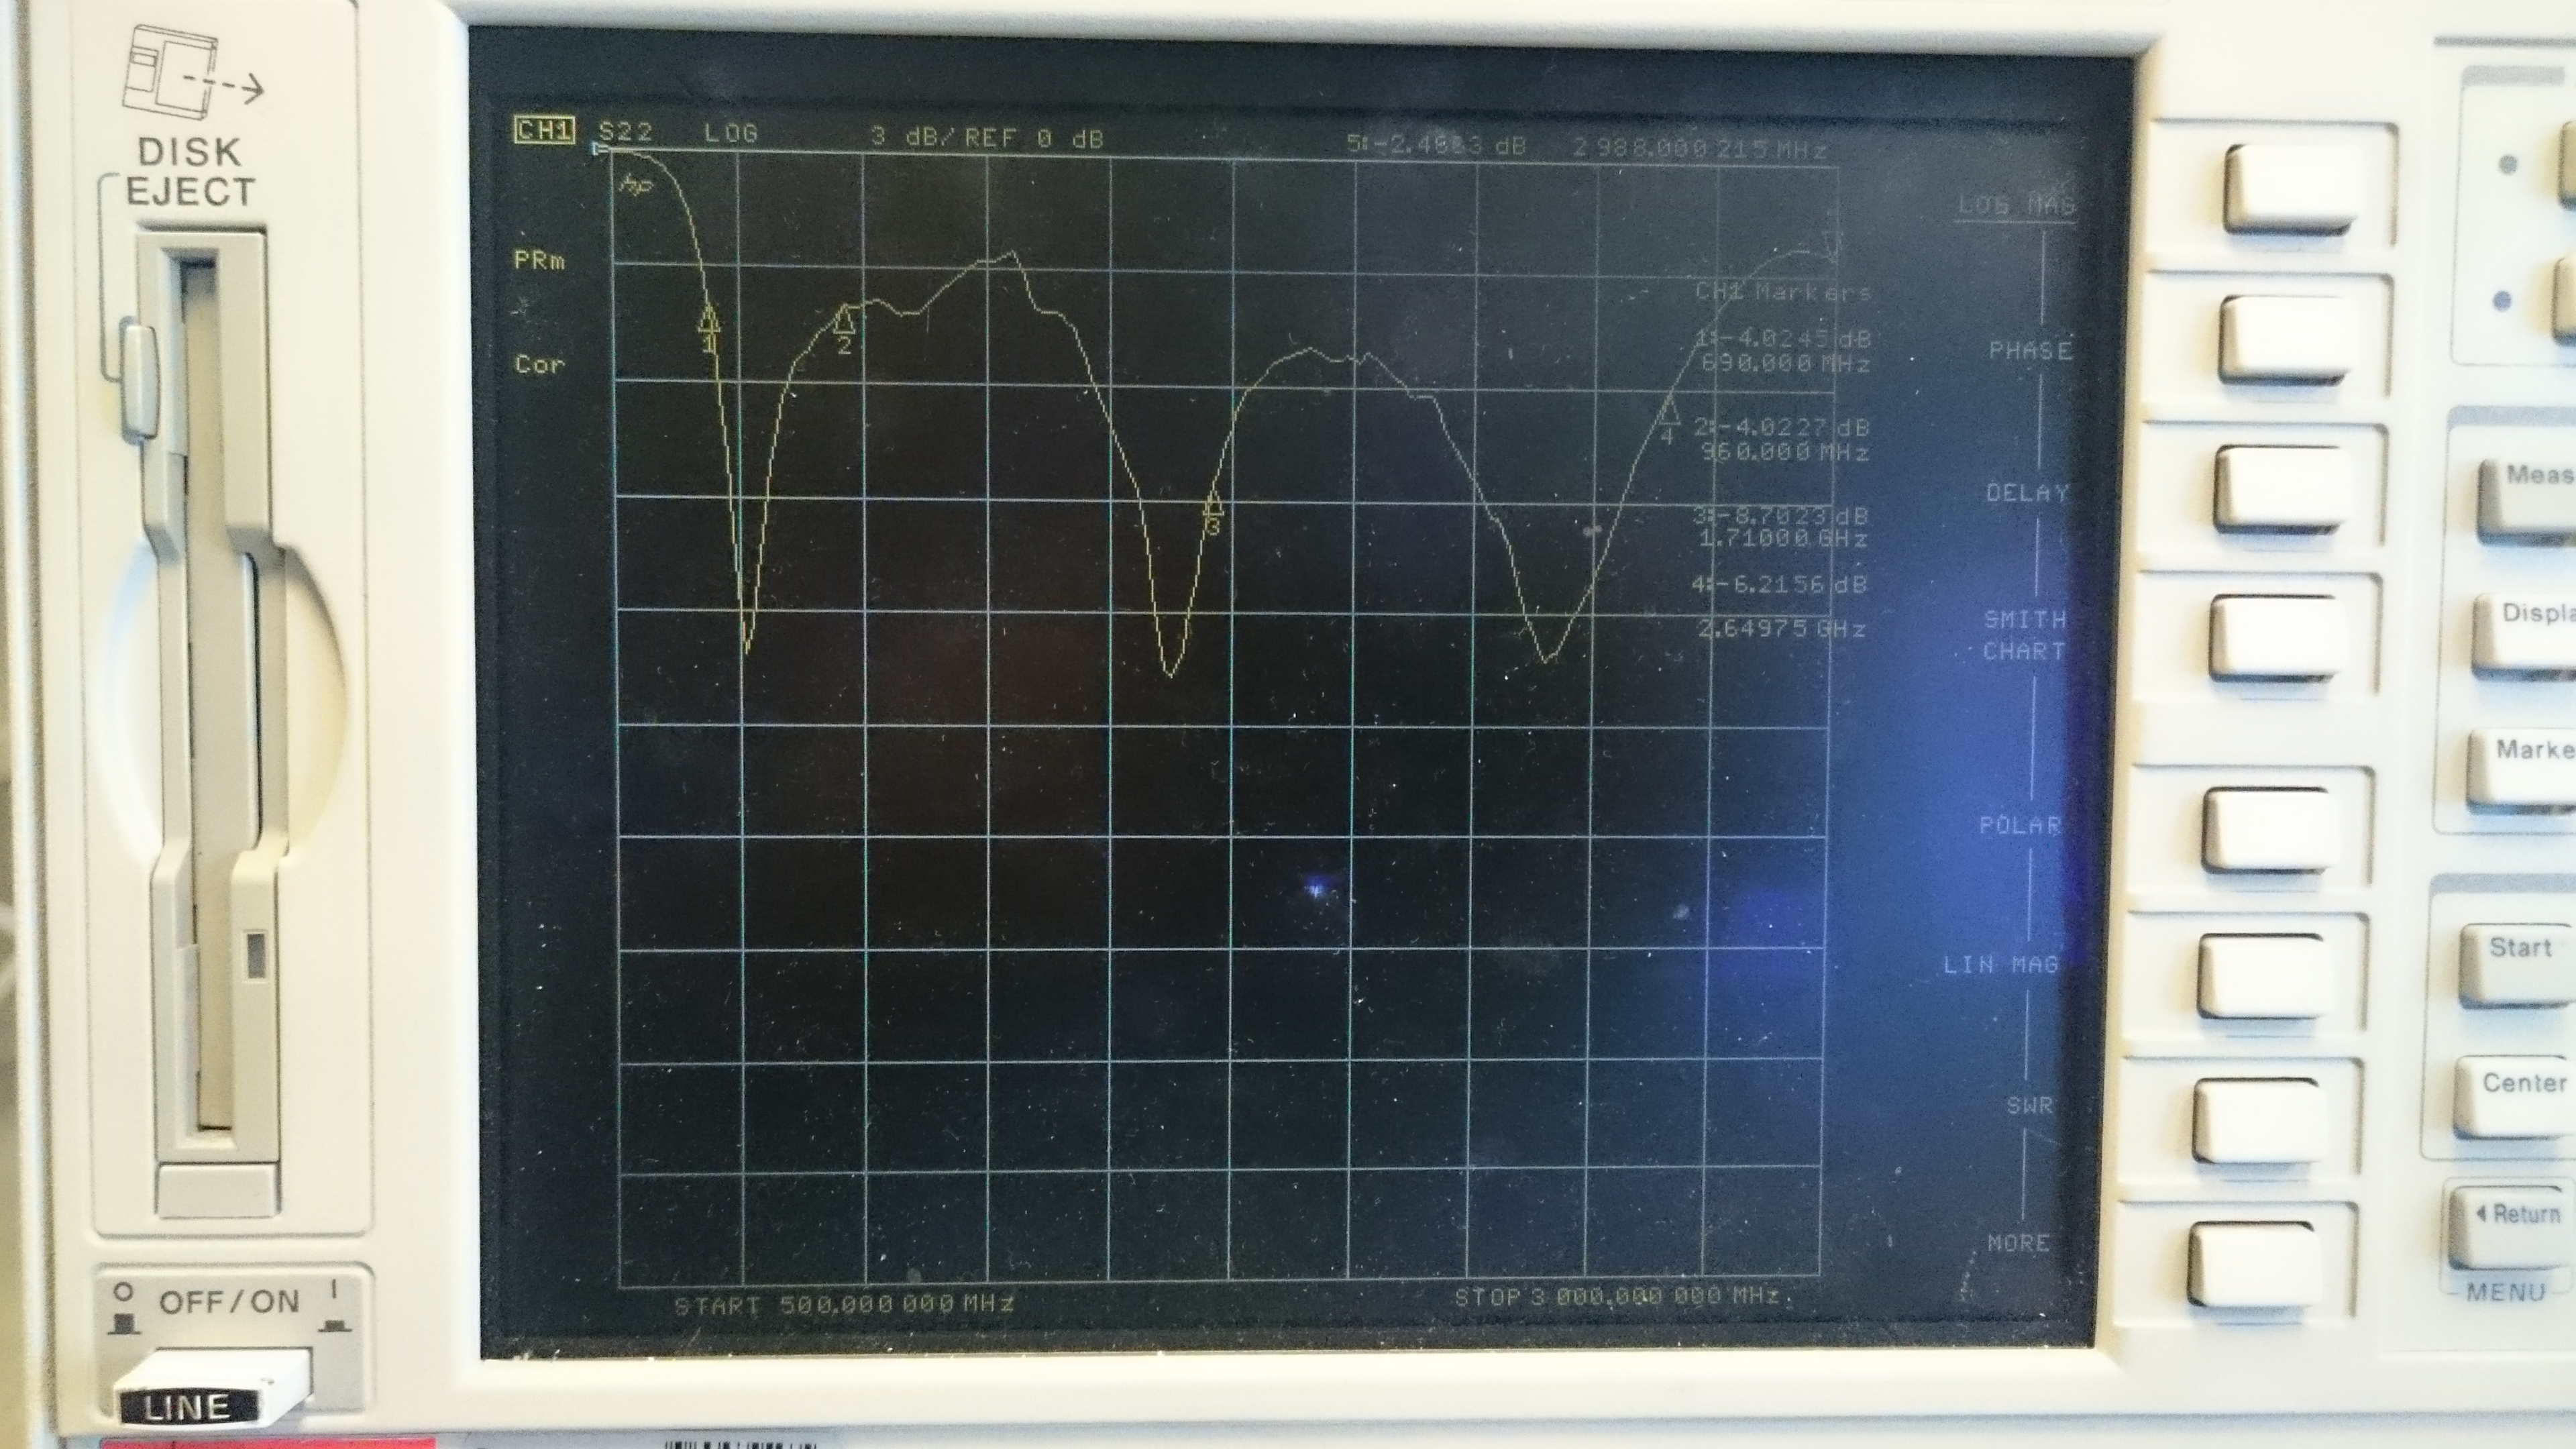 DISK
EJECT
CH1 S22 LOG 3 dB/ REF 0 dB 5:-2.4663 dB 2 988.000 215 MHz
hp
PRm
Cor
1
2
3
4
CH1 Markers
1:-4.0245 dB
690.000 MHz
2:-4.0227 dB
960.000 MHz
3:-8.7023 dB
1.71000 GHz
4:-6.2156 dB
2.64975 GHz
START 500.000 000 MHz STOP 3 000.000 000 MHz
LOG MAG
PHASE
DELAY
SMITH
CHART
POLAR
LIN MAG
SWR
MORE
Meas
Displa
Marke
Start
Center
Return
MENU
OFF/ON
LINE